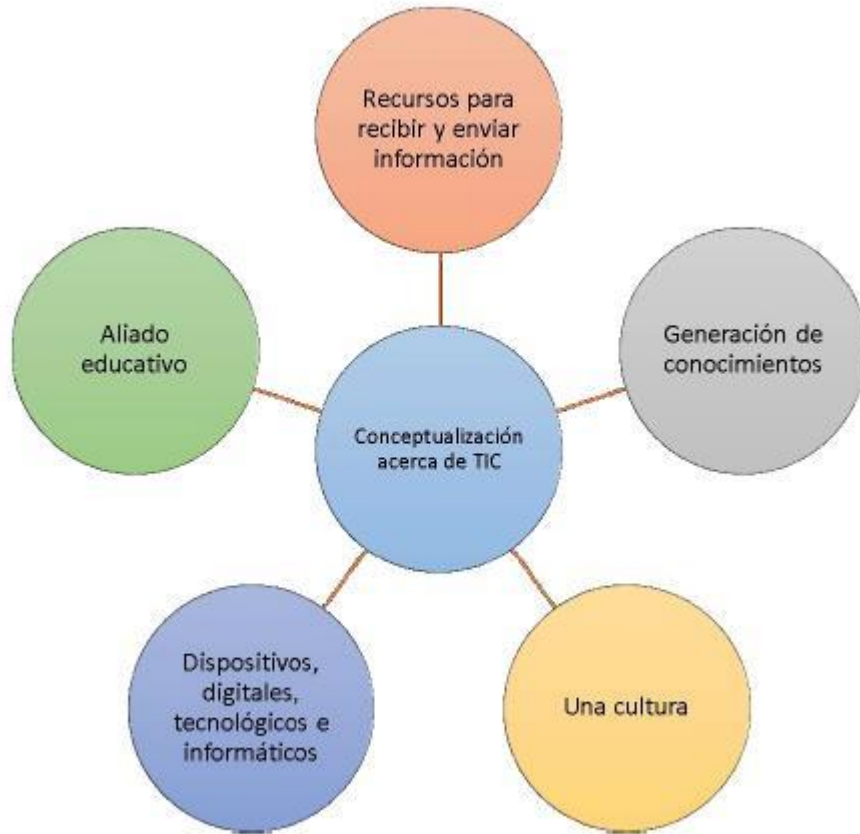 Recursos para
recibir y enviar
información
Aliado
educativo
Generación de
conocimientos
Conceptualización
acerca de TIC
Dispositivos,
digitales,
tecnológicos e
informáticos
Una cultura